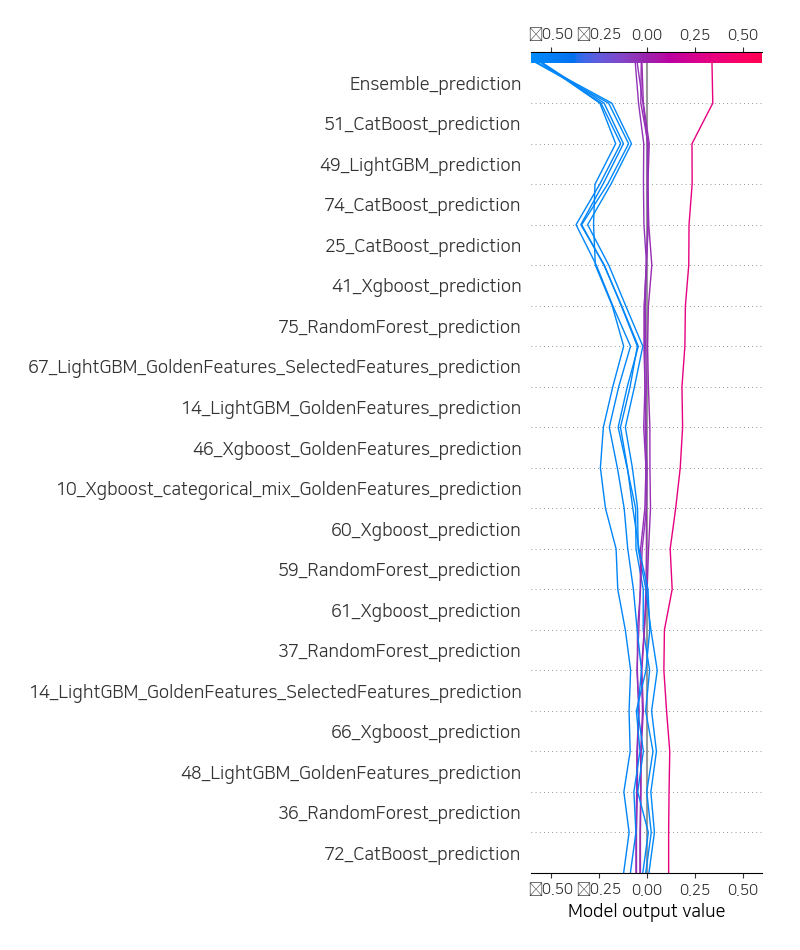 0.50 0.25 0.00 0.25 0.50
Ensemble_prediction
51_CatBoost_prediction
49_LightGBM_prediction
74_CatBoost_prediction
25_CatBoost_prediction
41_Xgboost_prediction
75_RandomForest_prediction
67_LightGBM_GoldenFeatures_SelectedFeatures_prediction
14_LightGBM_GoldenFeatures_prediction
46_Xgboost_GoldenFeatures_prediction
10_Xgboost_categorical_mix_GoldenFeatures_prediction
60_Xgboost_prediction
59_RandomForest_prediction
61_Xgboost_prediction
37_RandomForest_prediction
14_LightGBM_GoldenFeatures_SelectedFeatures_prediction
66_Xgboost_prediction
48_LightGBM_GoldenFeatures_prediction
36_RandomForest_prediction
72_CatBoost_prediction
0.50 0.25 0.00 0.25 0.50
Model output value